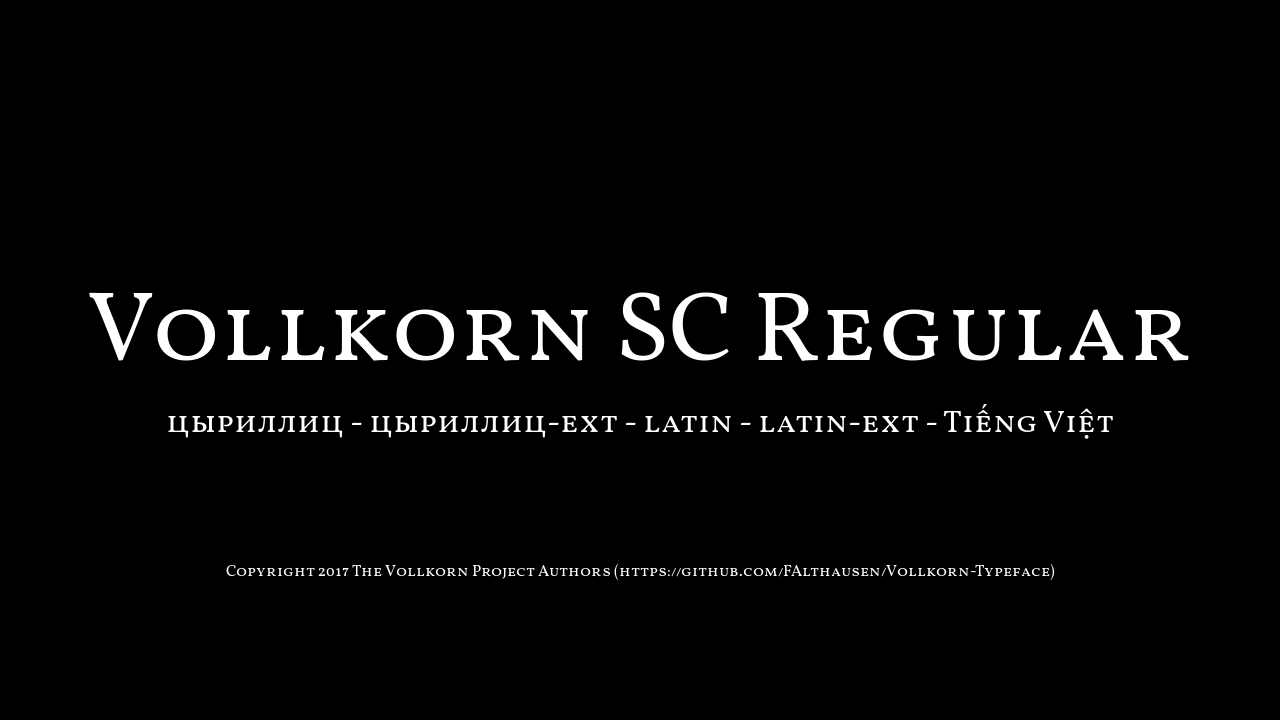 Vollkorn SC Regular
цыриллиц - цыриллиц-ext - latin - latin-ext - Tiếng Việt
Copyright 2017 The Vollkorn Project Authors (https://github.com/FAlthausen/Vollkorn-Typeface)